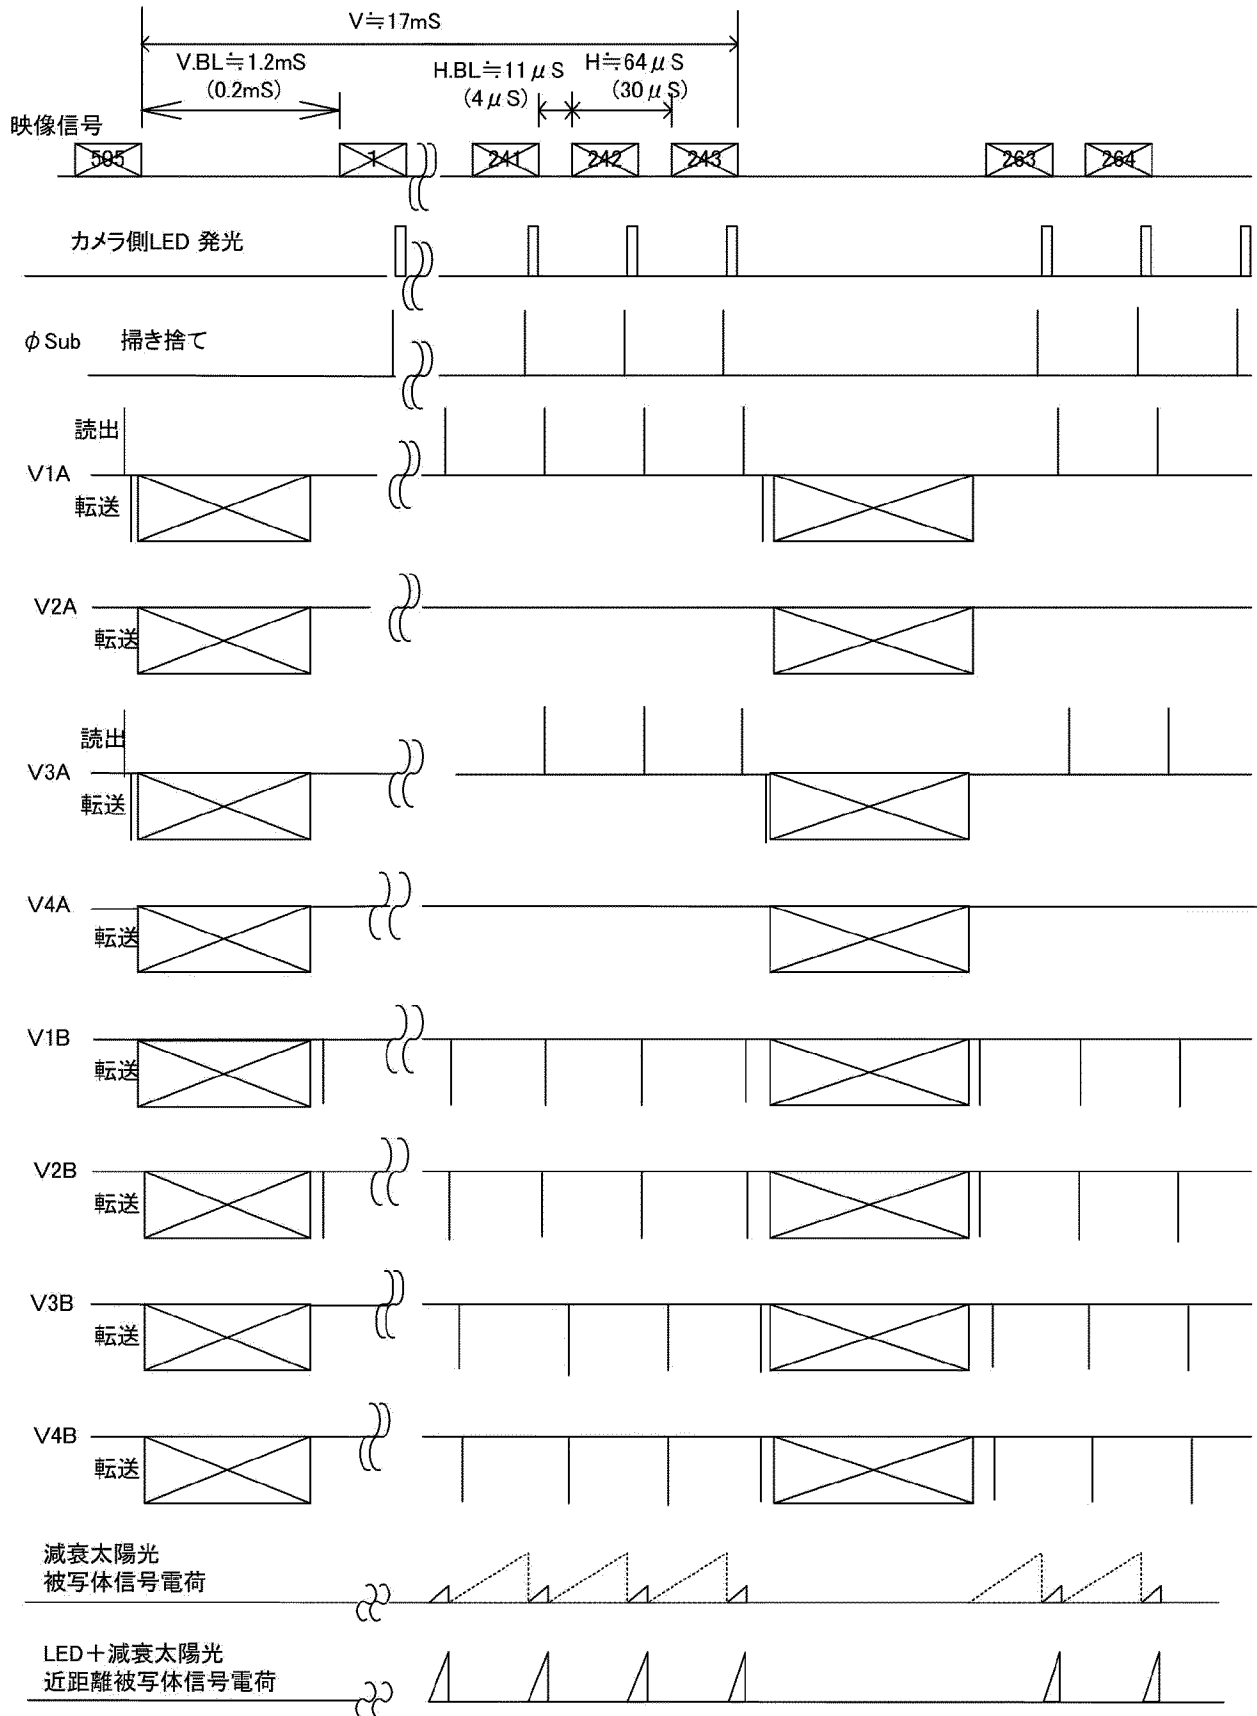 V≒17mS
V.BL≒1.2mS
(0.2mS)
H.BL≒11μS
(4μS)
H≒64μS
(30μS)
映像信号
595 1 241 242 243 263 264
カメラ側LED 発光
φSub 掃き捨て
読出
V1A
転送
V2A
転送
読出
V3A
転送
V4A
転送
V1B
転送
V2B
転送
V3B
転送
V4B
転送
減衰太陽光
被写体信号電荷
LED+減衰太陽光
近距離被写体信号電荷